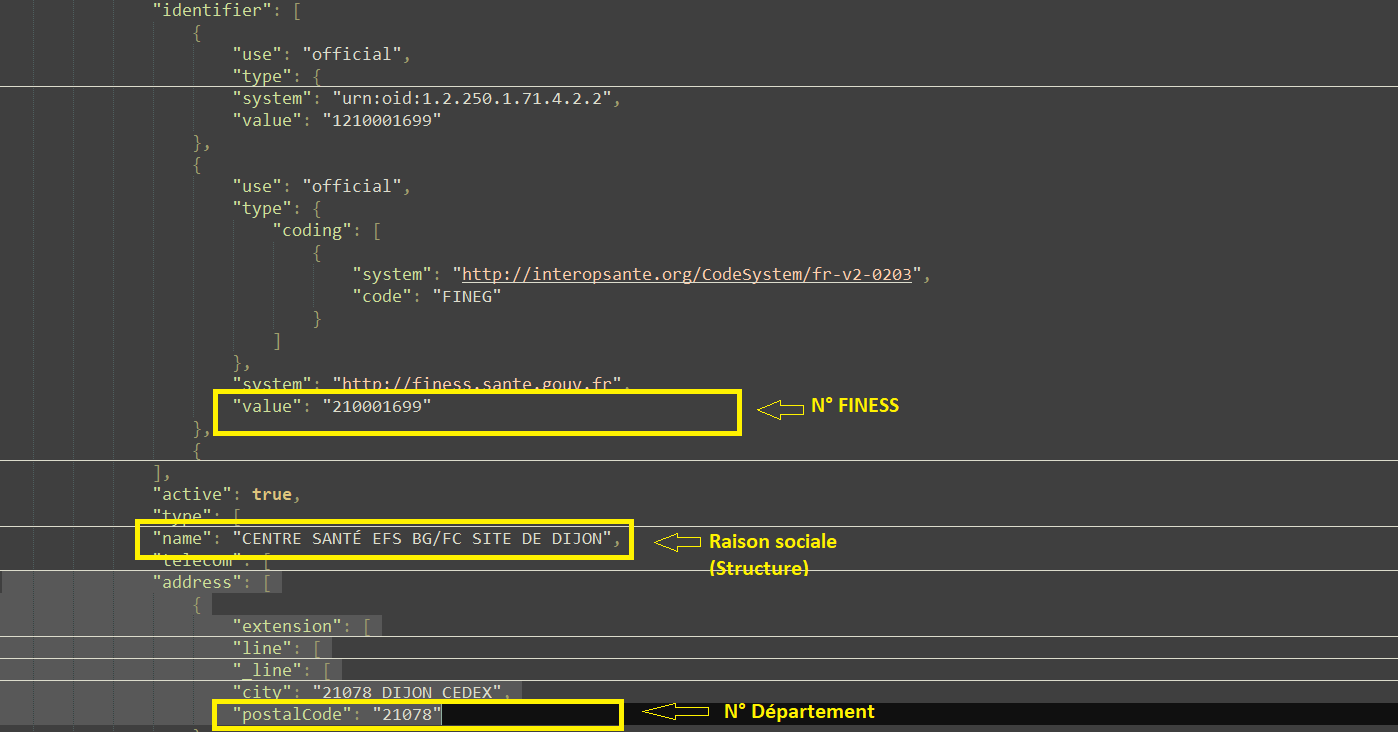 "identifier": [
{
"use": "official",
"type": {
"system": "urn:oid:1.2.250.1.71.4.2.2",
"value": "1210001699"
},
{
"use": "official",
"type": {
"coding": [
{
"system": "http://interopsante.org/CodeSystem/fr-v2-0203",
"code": "FINEG"
}
]
},
"system": "http://finess.sante.gouv.fr",
"value": "210001699"
N° FINESS
},
{
],
"active": true,
"type": [
"name": "CENTRE SANTÉ EFS BG/FC SITE DE DIJON",
Raison sociale
(Structure)
"telecom": [
"address": [
{
"extension": [
"line": [
"_line": [
"city": "21078 DIJON CEDEX",
"postalCode": "21078"
N° Département
}